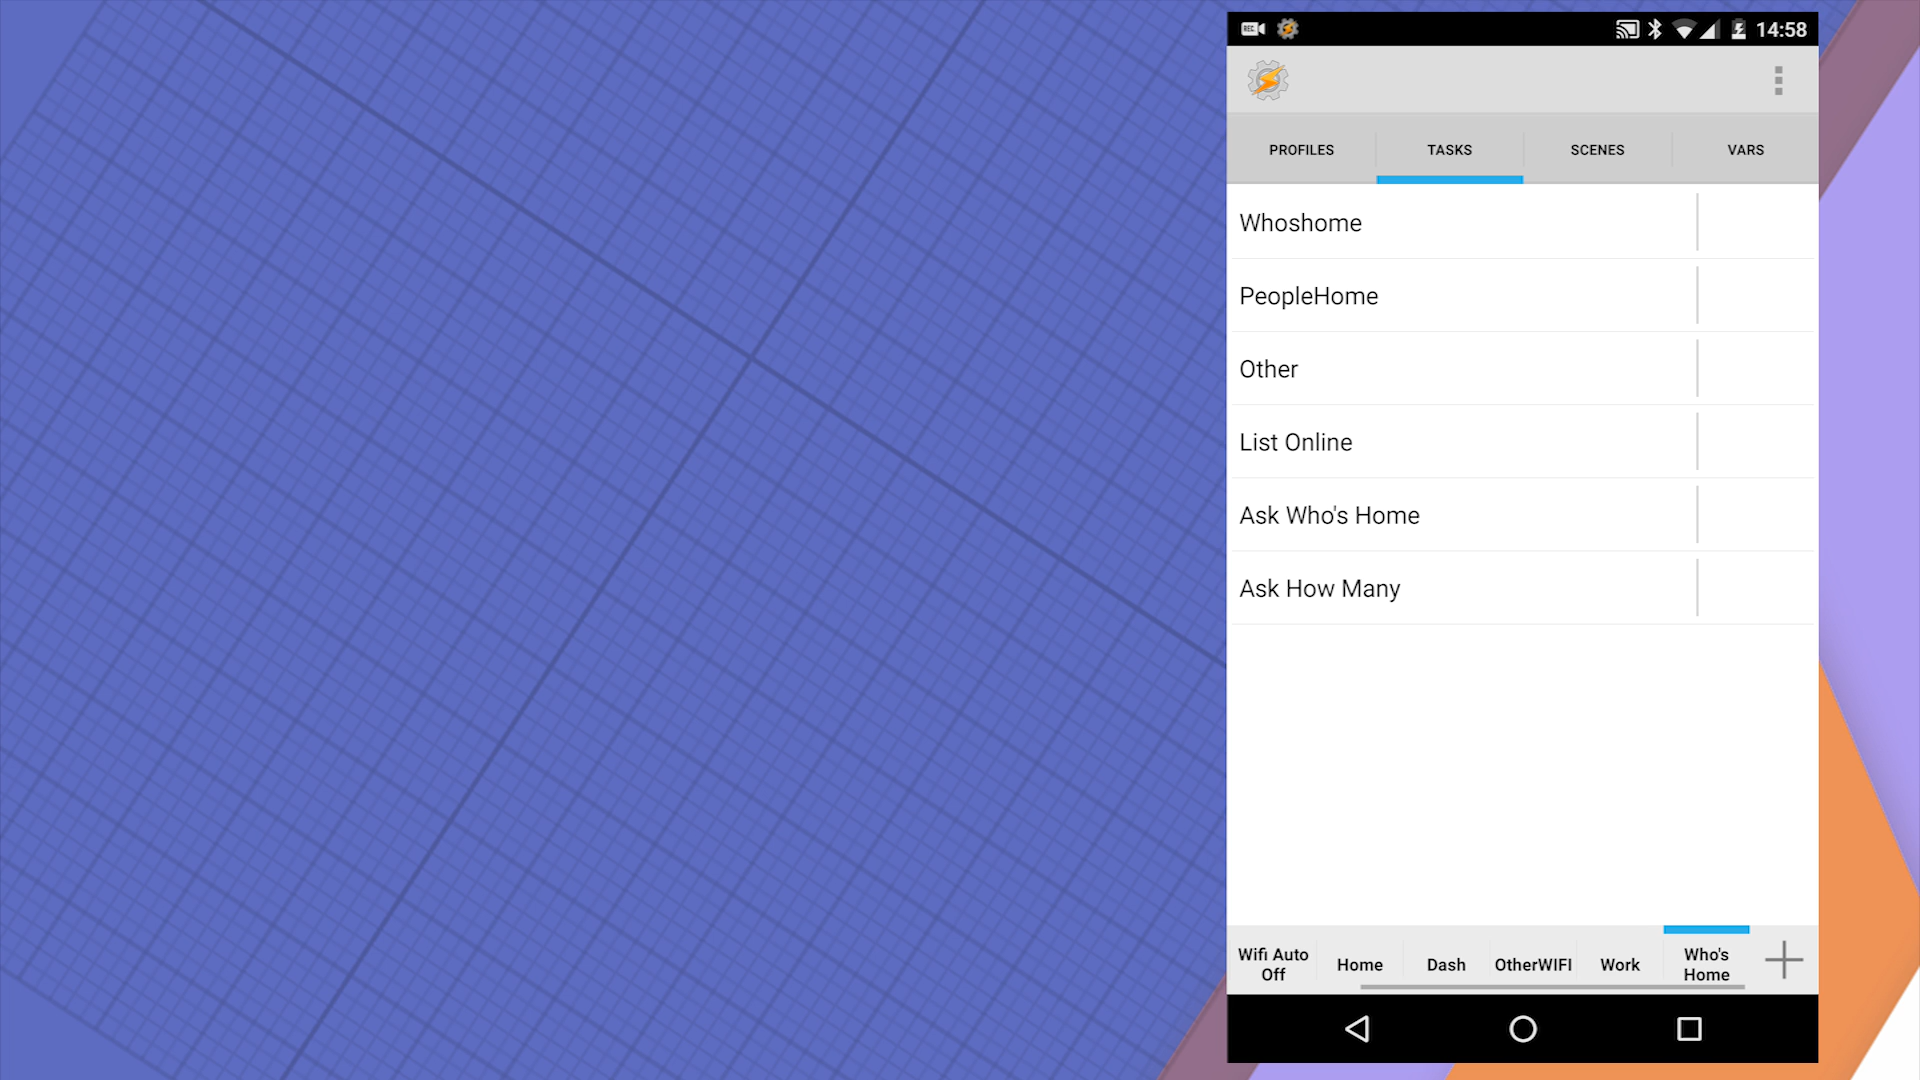 REC
14:58
PROFILES
TASKS
SCENES
VARS
Whoshome
PeopleHome
Other
List Online
Ask Who's Home
Ask How Many
Wifi Auto
Off
Home
Dash
OtherWIFI
Work
Who's
Home